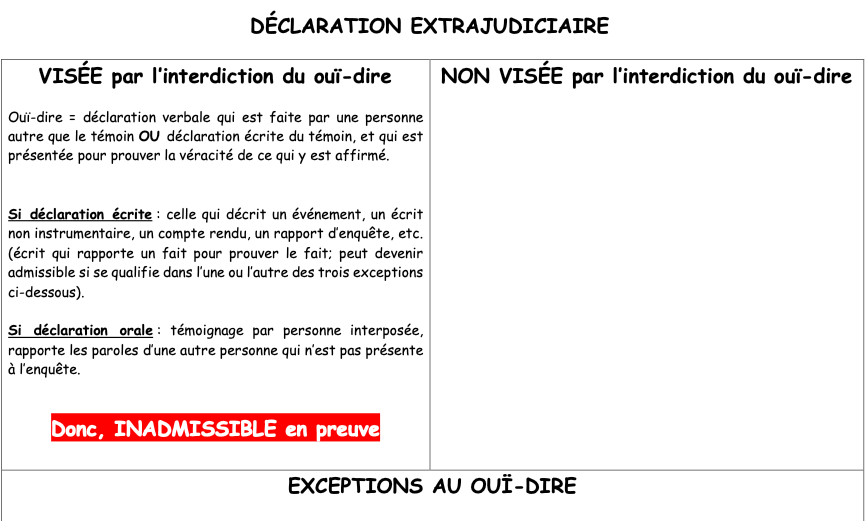 DÉCLARATION EXTRAJUDICIAIRE
VISÉE par l’interdiction du ouï-dire
Ouï-dire = déclaration verbale qui est faite par une personne
autre que le témoin OU déclaration écrite du témoin, et qui est
présentée pour prouver la véracité de ce qui y est affirmé.
Si déclaration écrite : celle qui décrit un événement, un écrit
non instrumentaire, un compte rendu, un rapport d’enquête, etc.
(écrit qui rapporte un fait pour prouver le fait; peut devenir
admissible si se qualifie dans l’une ou l’autre des trois exceptions
ci-dessous).
Si déclaration orale : témoignage par personne interposée,
rapporte les paroles d’une autre personne qui n’est pas présente
à l’enquête.
Donc, INADMISSIBLE en preuve
NON VISÉE par l’interdiction du ouï-dire
EXCEPTIONS AU OUÏ-DIRE